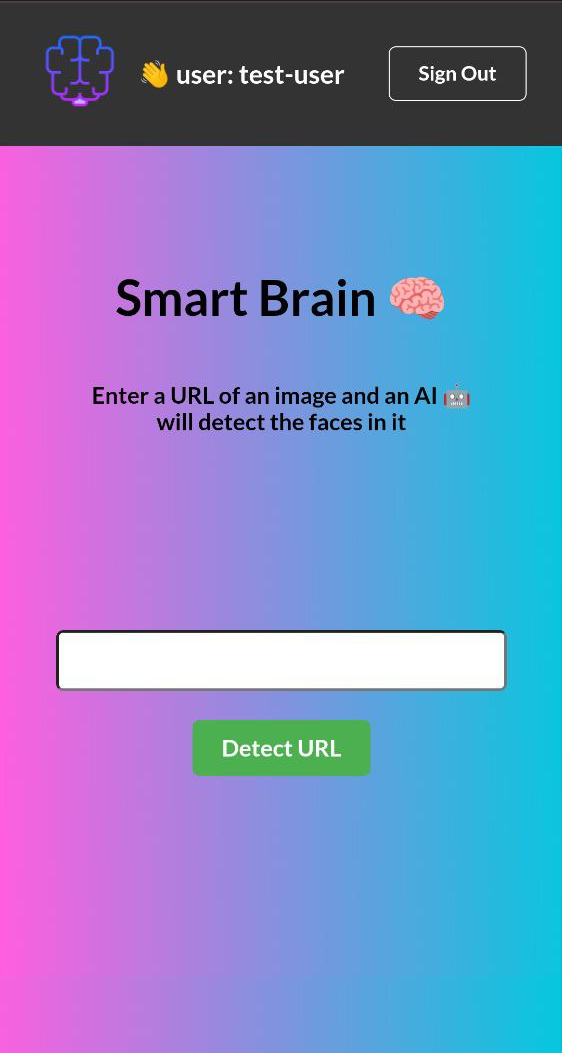 👋 user: test-user
Sign Out
Smart Brain 🧠
Enter a URL of an image and an AI 🤖
will detect the faces in it
Detect URL